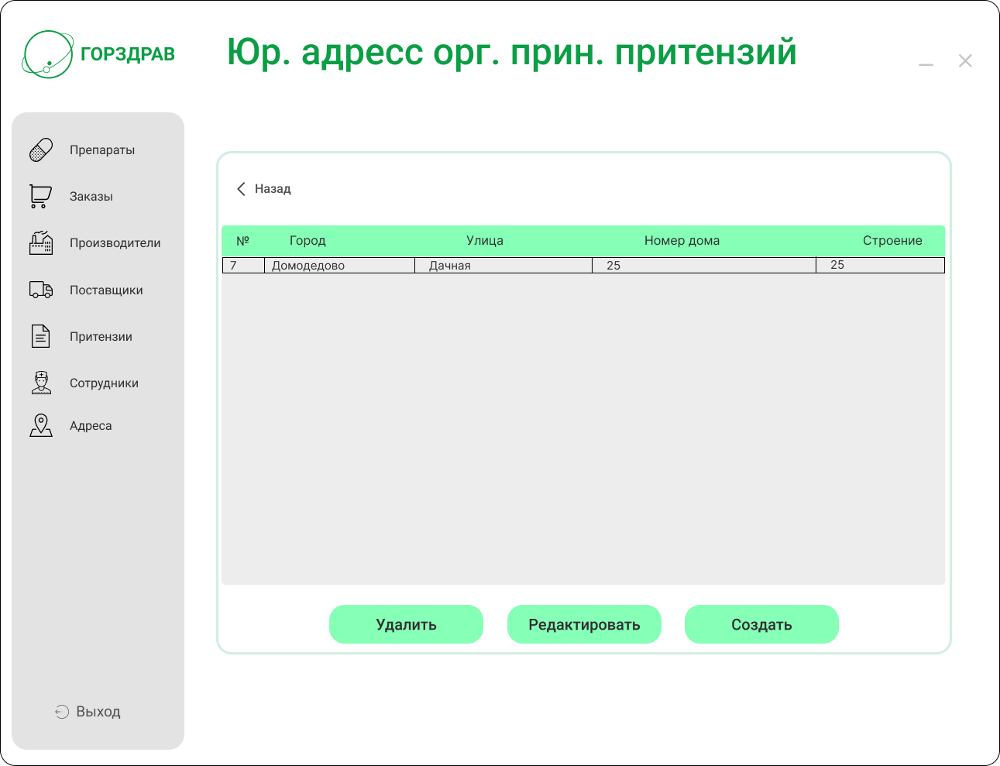 ГОРЗДРАВ
Юр. адресс орг. прин. притензий
Препараты
Заказы
Производители
Поставщики
Притензии
Сотрудники
Адреса
Выход
Назад
№ Город Улица Номер дома Строение
7 Домодедово Дачная 25 25
Удалить Редактировать Создать